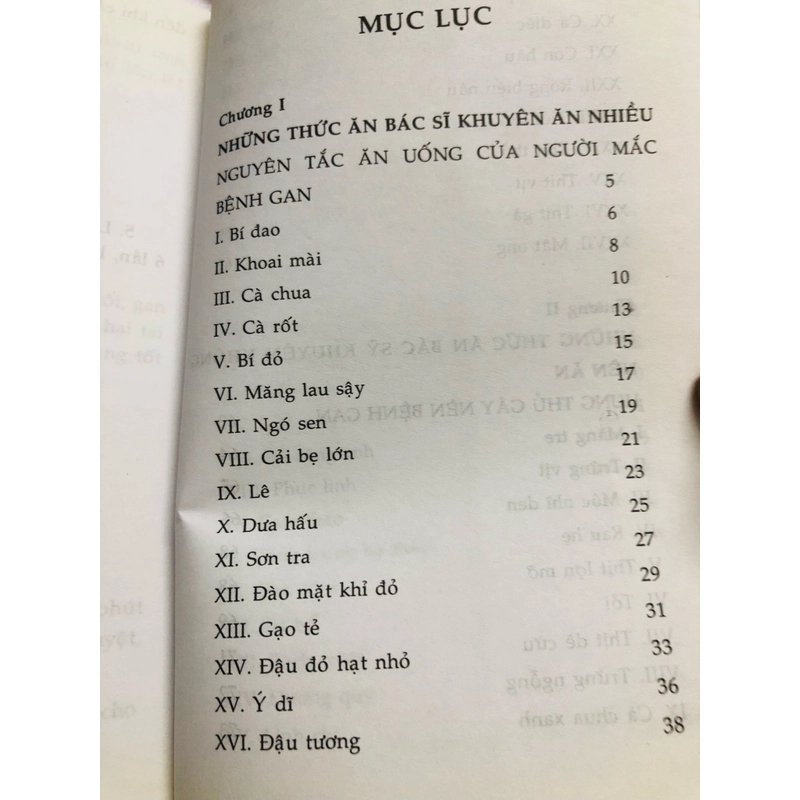 MỤC LỤC
Chương I
NHỮNG THỨC ĂN BÁC SĨ KHUYÊN ĂN NHIỀU
NGUYÊN TẮC ĂN UỐNG CỦA NGƯỜI MẮC
BỆNH GAN 5
I. Bí đao 6
II. Khoai mài 8
III. Cà chua 10
IV. Cà rốt 13
V. Bí đỏ 15
VI. Măng lau sậy 17
VII. Ngó sen 19
VIII. Cải bẹ lớn 21
IX. Lê 23
X. Dưa hấu 25
XI. Sơn tra 27
XII. Đào mặt khỉ đỏ 29
XIII. Gạo tẻ 31
XIV. Đậu đỏ hạt nhỏ 33
XV. Ý dĩ 36
XVI. Đậu tương 38